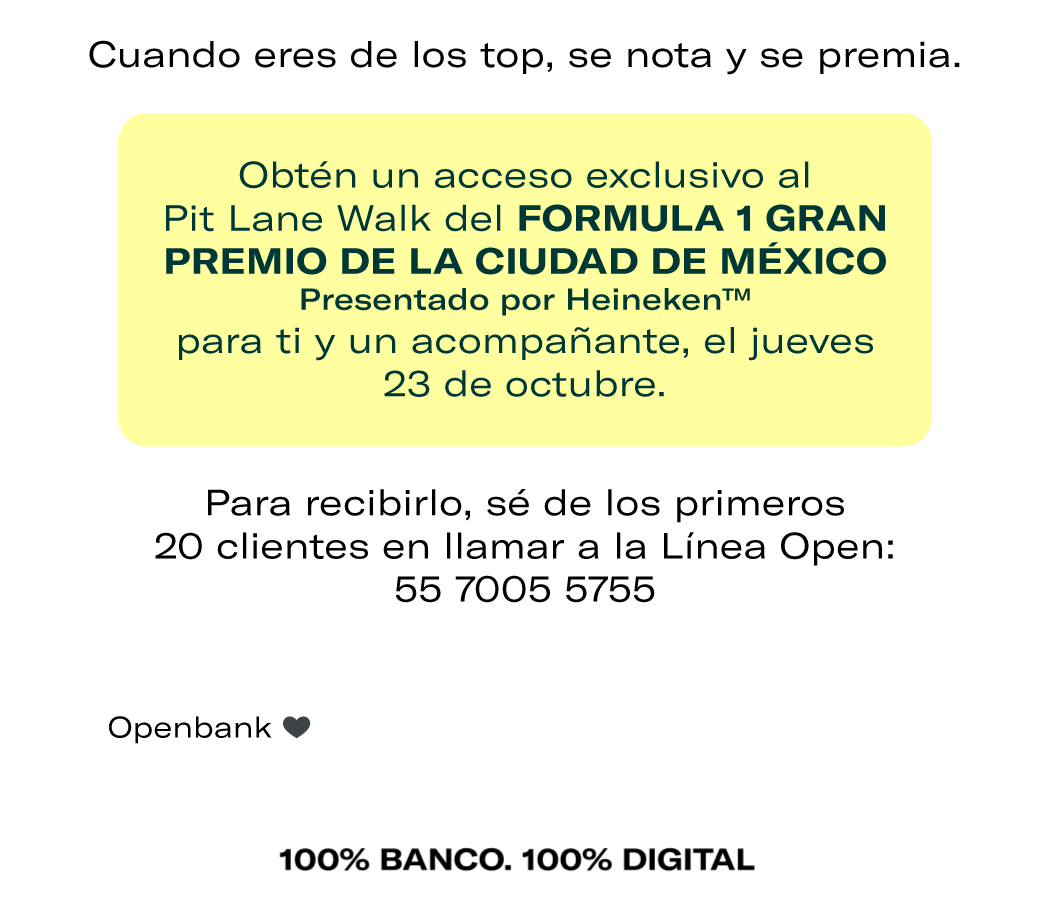 Cuando eres de los top, se nota y se premia.
Obtén un acceso exclusivo al
Pit Lane Walk del FORMULA 1 GRAN
PREMIO DE LA CIUDAD DE MÉXICO
Presentado por Heineken™
para ti y un acompañante, el jueves
23 de octubre.
Para recibirlo, sé de los primeros
20 clientes en llamar a la Línea Open:
55 7005 5755
Openbank
100% BANCO. 100% DIGITAL